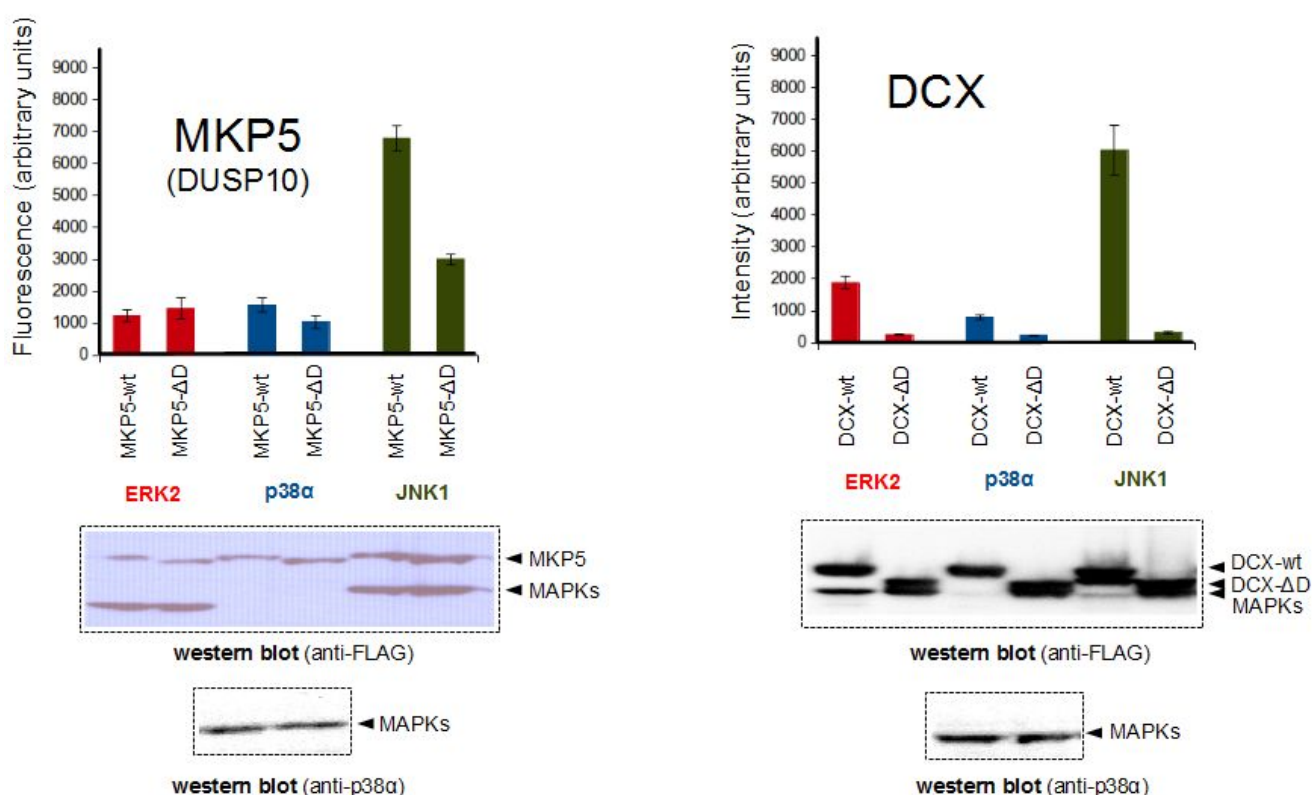 MKP5
(DUSP10)
Fluorescence (arbitrary units)
9000
8000
7000
6000
5000
4000
3000
2000
1000
0
MKP5-wt
MKP5-ΔD
MKP5-wt
MKP5-ΔD
MKP5-wt
MKP5-ΔD
ERK2
p38α
JNK1
MKP5
MAPKs
western blot (anti-FLAG)
MAPKs
western blot (anti-p38α)
DCX
Intensity (arbitrary units)
9000
8000
7000
6000
5000
4000
3000
2000
1000
0
DCX-wt
DCX-ΔD
DCX-wt
DCX-ΔD
DCX-wt
DCX-ΔD
ERK2
p38α
JNK1
DCX-wt
DCX-ΔD
MAPKs
western blot (anti-FLAG)
MAPKs
western blot (anti-p38α)